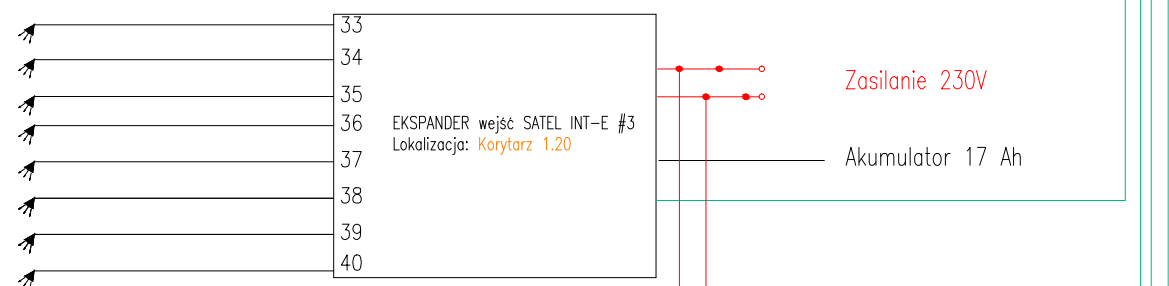 33
34
35
36
37
38
39
40
EKSPANDER wejść SATEL INT-E #3
Lokalizacja: Korytarz 1.20
Zasilanie 230V
Akumulator 17 Ah